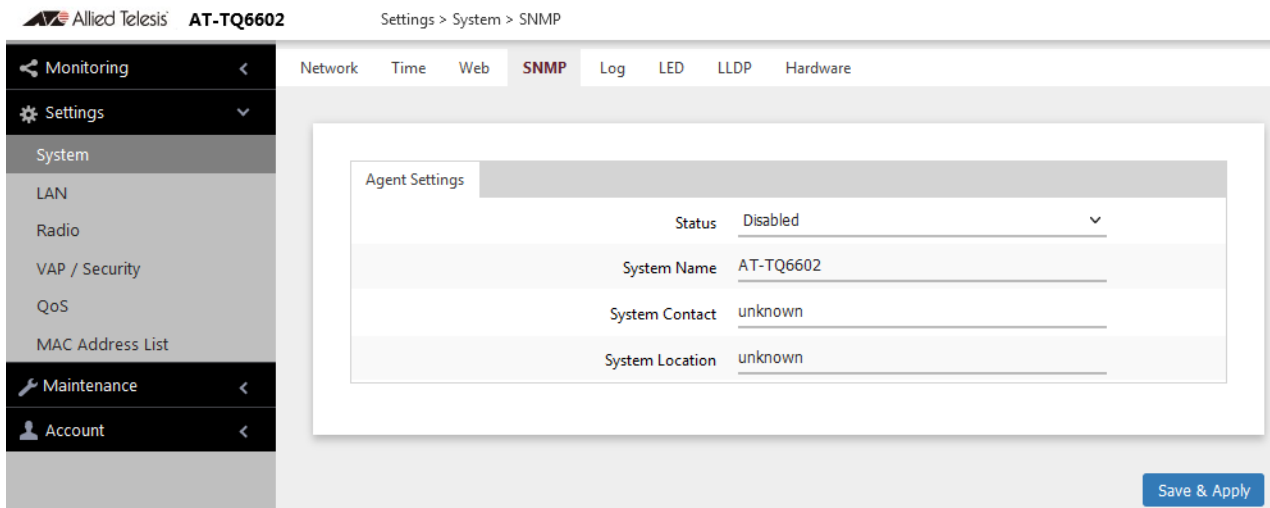 Allied Telesis AT-TQ6602 Settings > System > SNMP
Monitoring
Network Time Web SNMP Log LED LLDP Hardware
Settings
System
LAN
Radio
VAP / Security
QoS
MAC Address List
Maintenance
Account
Agent Settings
Status Disabled
System Name AT-TQ6602
System Contact unknown
System Location unknown
Save & Apply